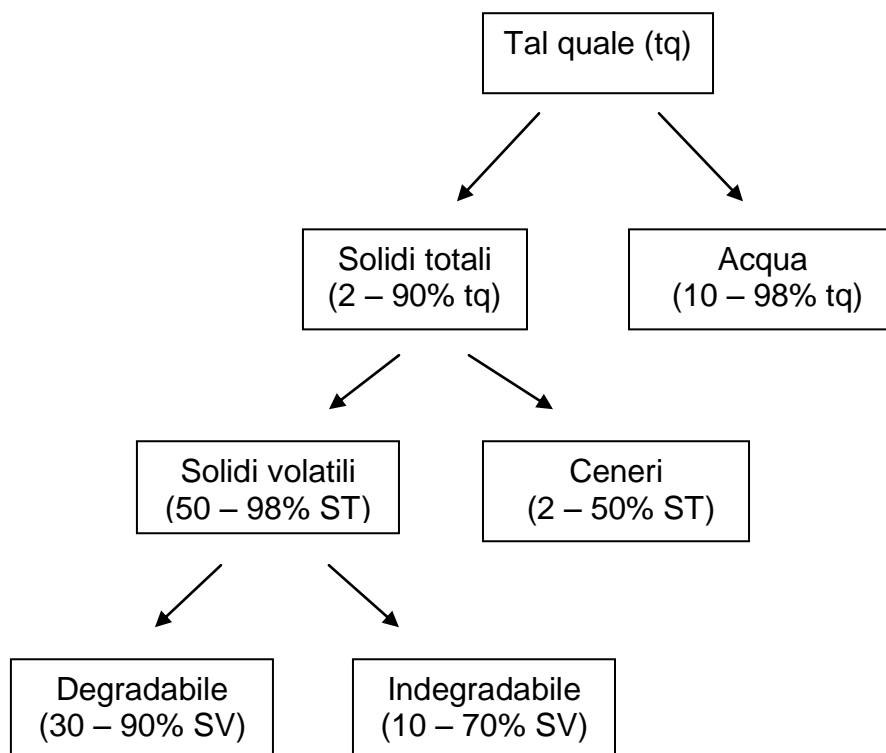 Tal quale (tq)
Solidi totali
(2 – 90% tq)
Acqua
(10 – 98% tq)
Solidi volatili
(50 – 98% ST)
Ceneri
(2 – 50% ST)
Degradabile
(30 – 90% SV)
Indegradabile
(10 – 70% SV)